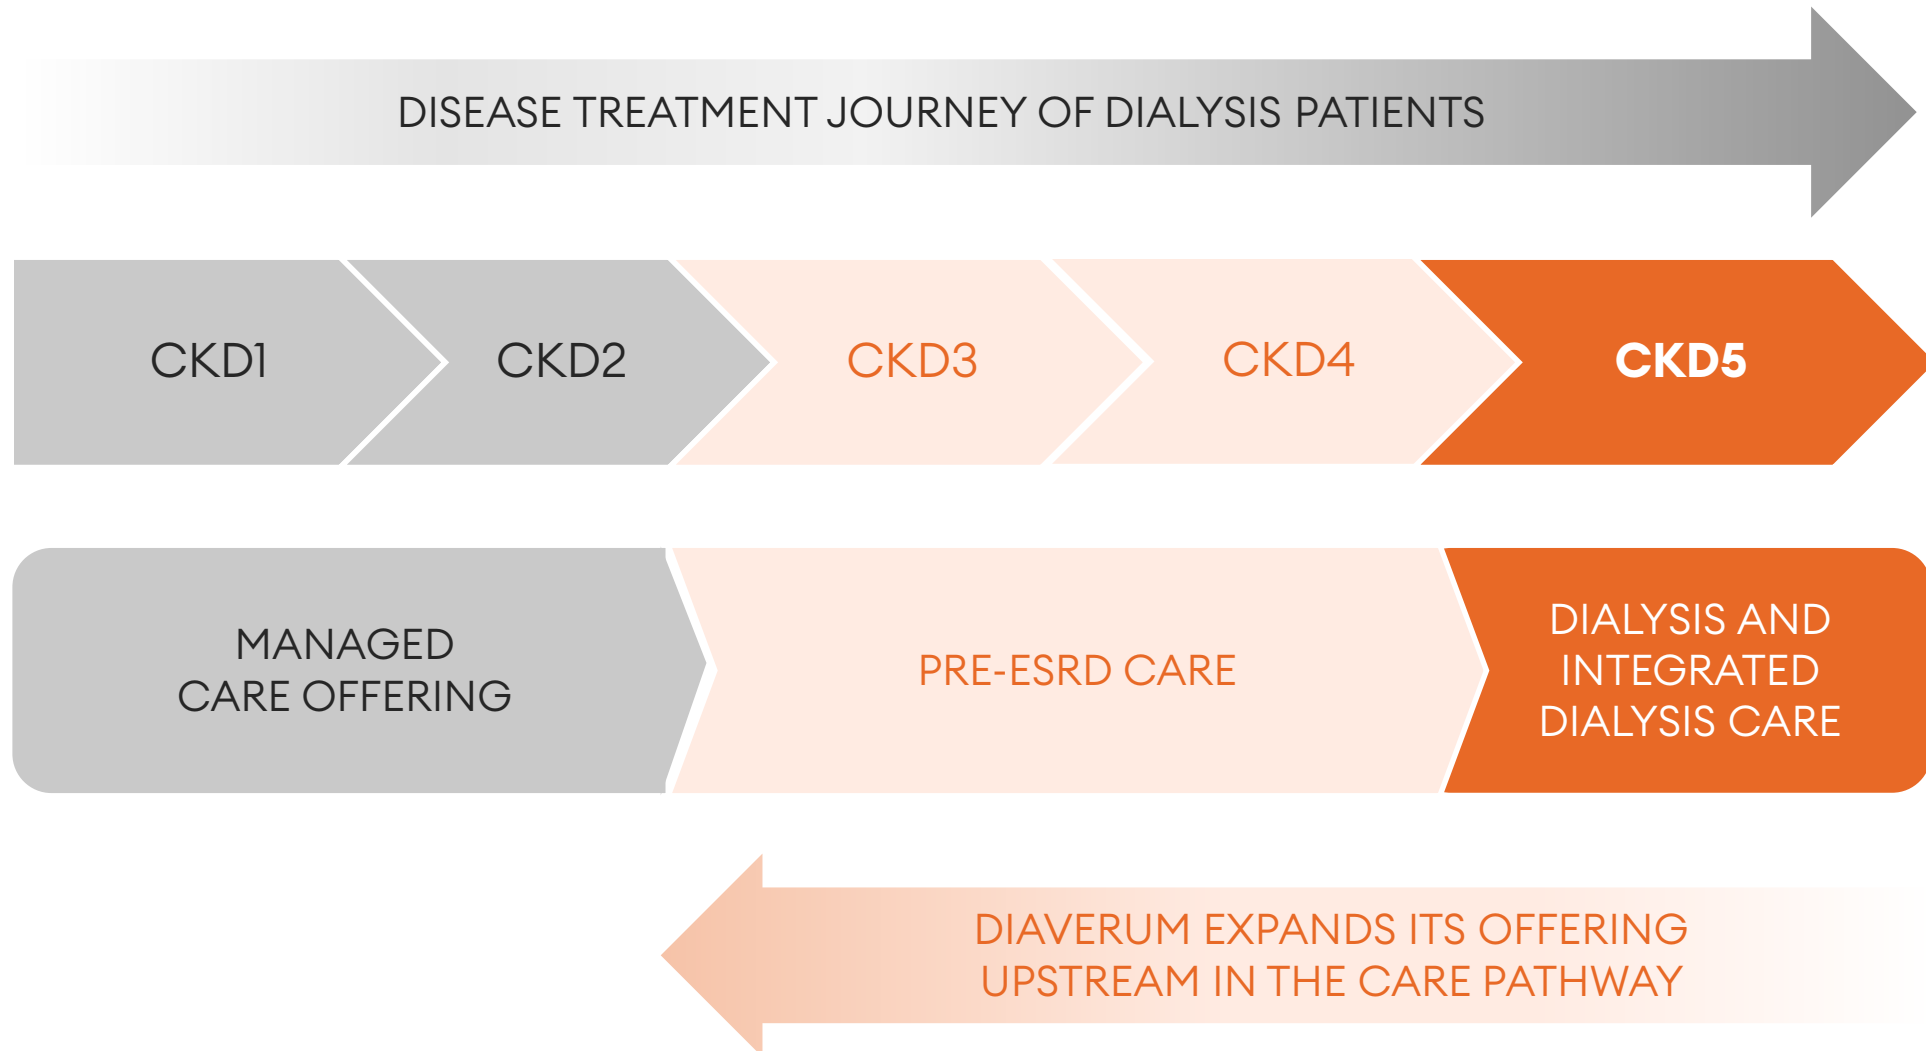 DISEASE TREATMENT JOURNEY OF DIALYSIS PATIENTS
CKD1
CKD2
CKD3
CKD4
CKD5
MANAGED
CARE OFFERING
PRE-ESRD CARE
DIALYSIS AND
INTEGRATED
DIALYSIS CARE
DIAVERUM EXPANDS ITS OFFERING
UPSTREAM IN THE CARE PATHWAY